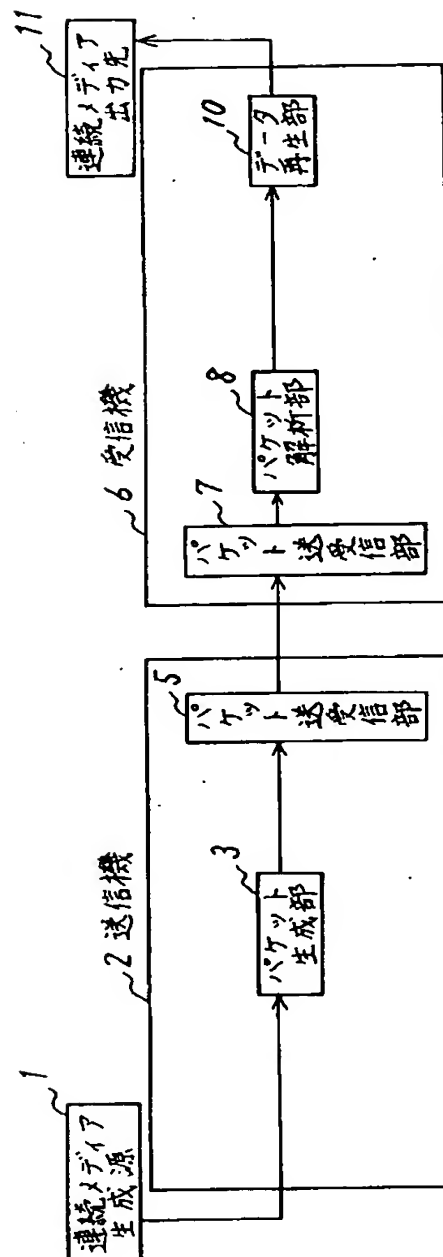 1
連続メディア
生成源
2 送信機
3
パケット
生成部
5
パケット送受信部
6 受信機
7
パケット送受信部
8
パケット
解析部
10
データ
再生部
11
連続メディア
出力先